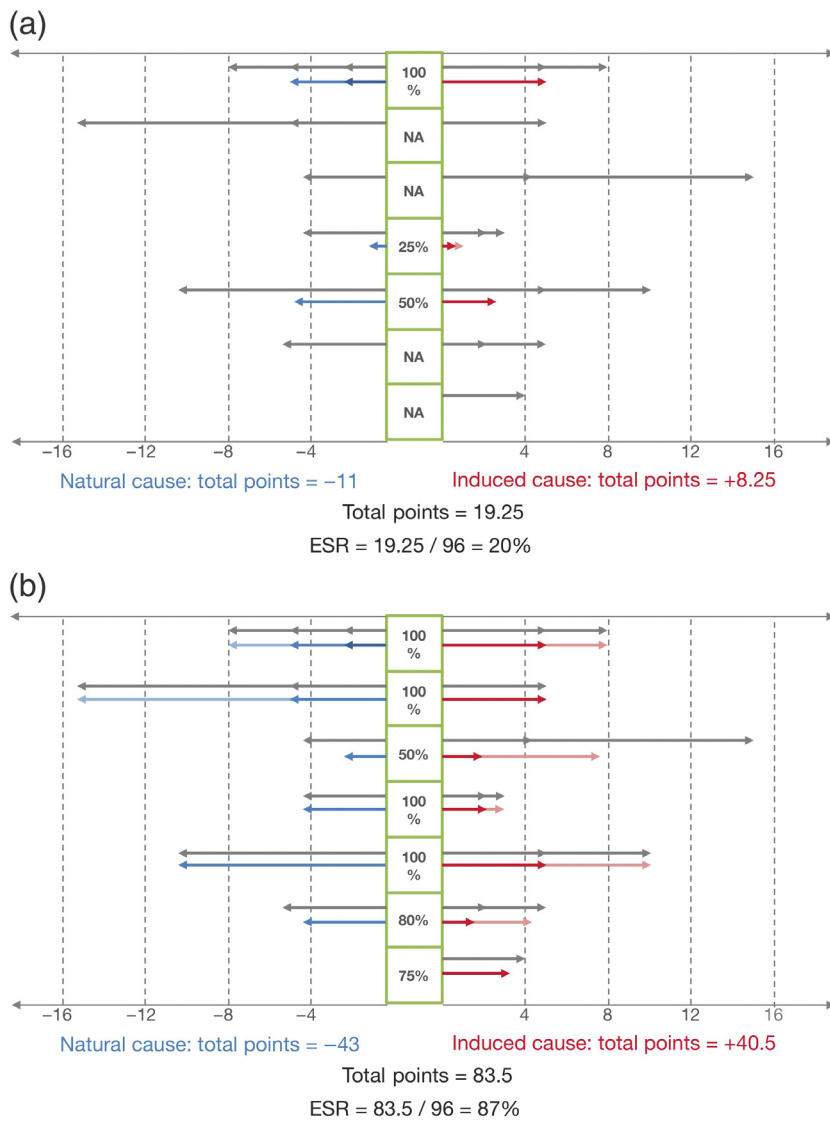 (a)
100
%
NA
NA
25%
50%
NA
NA
−16 −12 −8 −4 4 8 12 16
Natural cause: total points = −11 Induced cause: total points = +8.25
Total points = 19.25
ESR = 19.25 / 96 = 20%
(b)
100
%
100
%
50%
100
%
100
%
80%
75%
−16 −12 −8 −4 4 8 12 16
Natural cause: total points = −43 Induced cause: total points = +40.5
Total points = 83.5
ESR = 83.5 / 96 = 87%